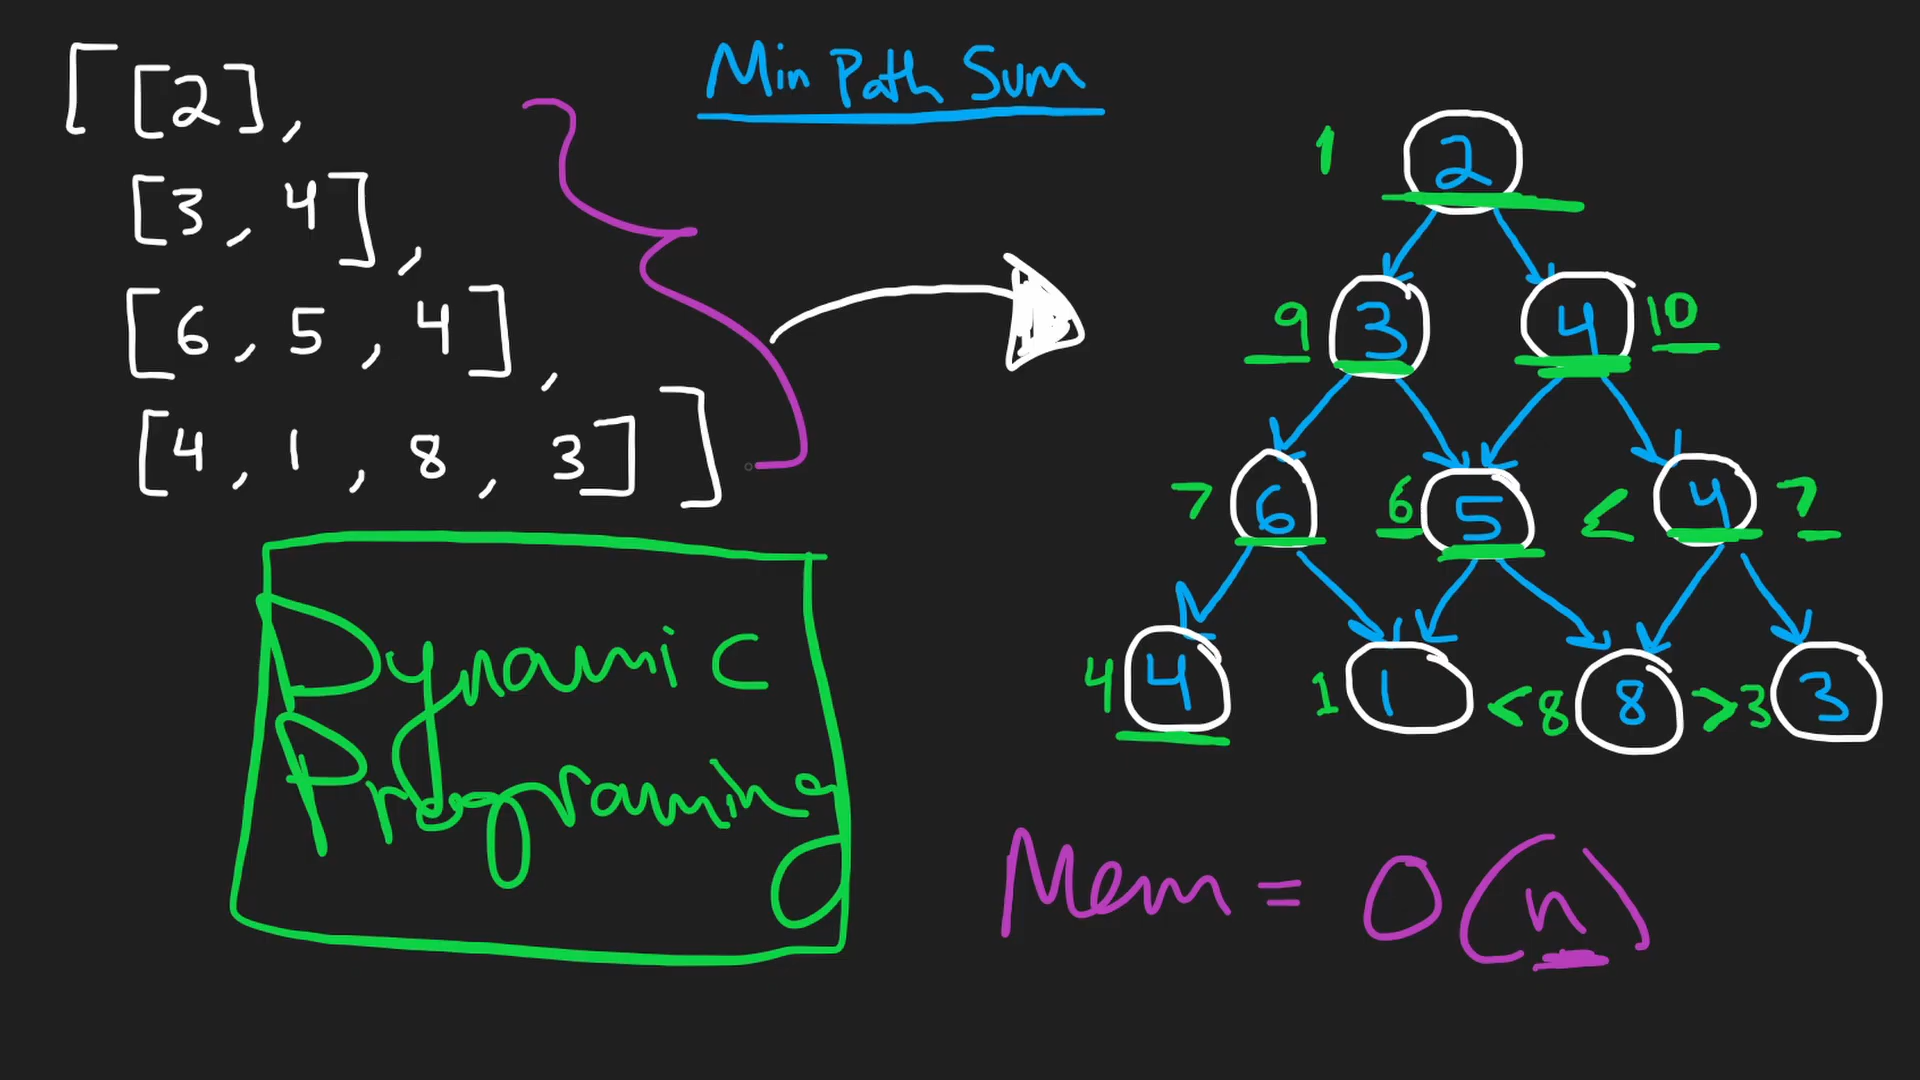 Min Path Sum
[[2],
[3, 4],
[6, 5, 4],
[4, 1, 8, 3]]
1 2
9 3 4 10
7 6 6 5 < 4 7
4 4 1 1 < 8 8 > 3 3
Dynamic
Programing
Mem = O(n)